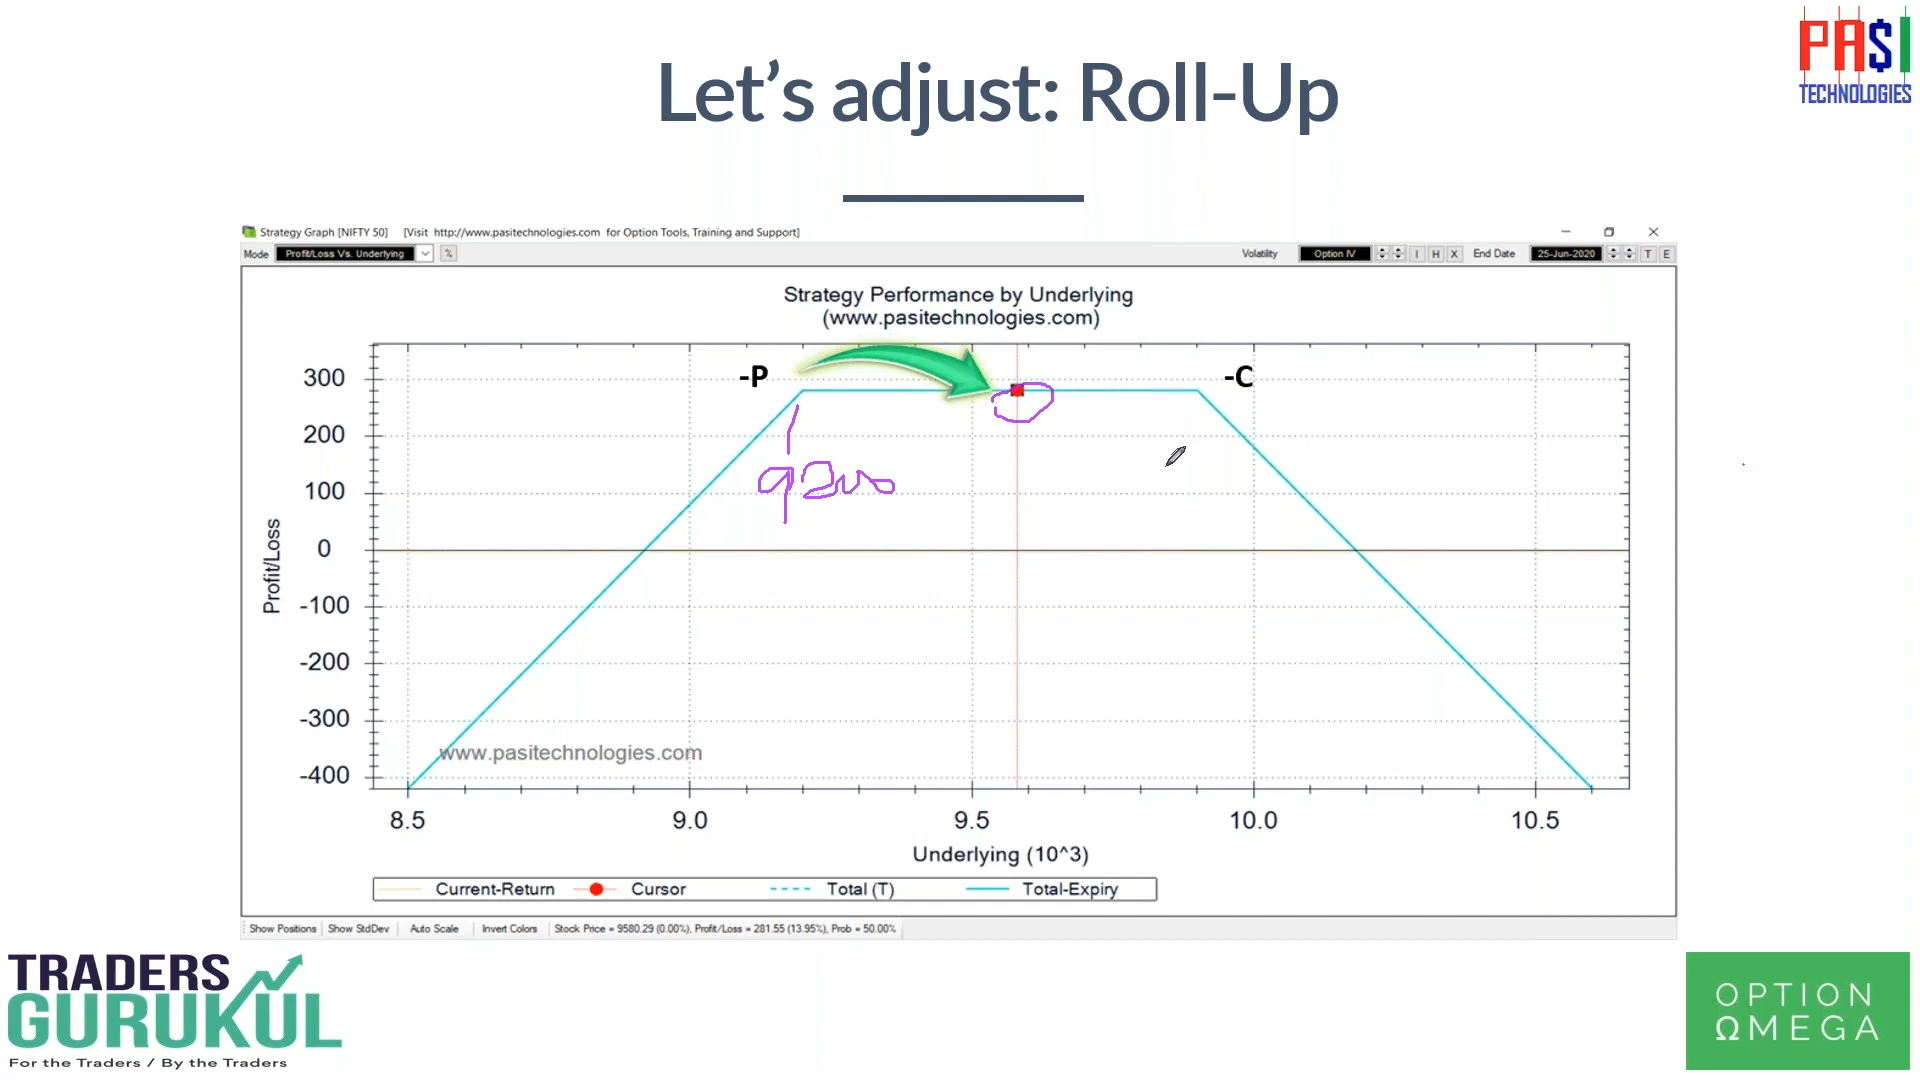 Let's adjust: Roll-Up
PA$I
TECHNOLOGIES
Strategy Graph [NIFTY 50] [Visit http://www.pasitechnologies.com for Option Tools, Training and Support]
Mode Profit/Loss Vs. Underlying % Volatility Option IV I H X End Date 25-Jun-2020 T E
Strategy Performance by Underlying
(www.pasitechnologies.com)
-P -C
300
200
9200
100
0
-100
-200
-300
-400
Profit/Loss
www.pasitechnologies.com
8.5 9.0 9.5 10.0 10.5
Underlying (10^3)
Current-Return Cursor Total (T) Total-Expiry
Show Positions Show StdDev Auto Scale Invert Colors Stock Price = 9580.29 (0.00%), Profit/Loss = 281.55 (13.95%), Prob = 50.00%
TRADERS
GURUKUL
For the Traders / By the Traders
OPTION
ΩMEGA